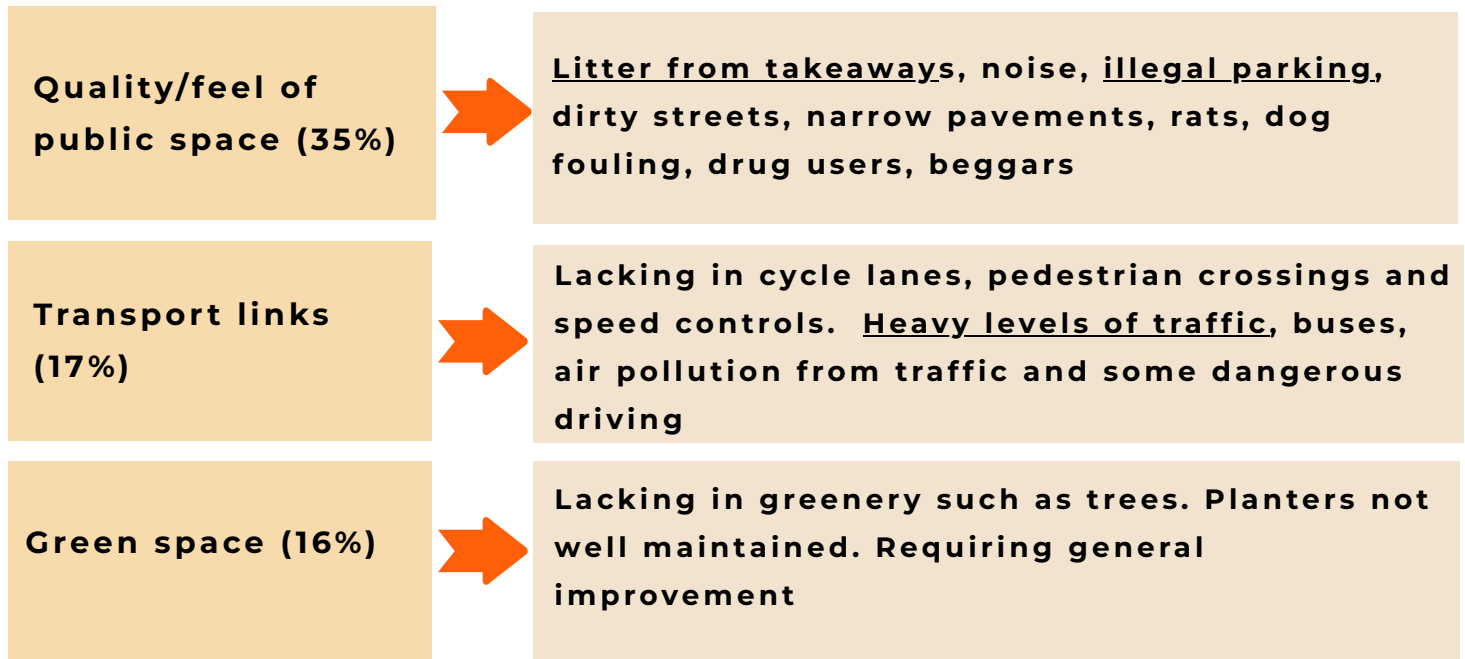 Quality/feel of
public space (35%)
Litter from takeaways, noise, illegal parking,
dirty streets, narrow pavements, rats, dog
fouling, drug users, beggars
Transport links
(17%)
Lacking in cycle lanes, pedestrian crossings and
speed controls.  Heavy levels of traffic, buses,
air pollution from traffic and some dangerous
driving
Green space (16%)
Lacking in greenery such as trees. Planters not
well maintained. Requiring general
improvement